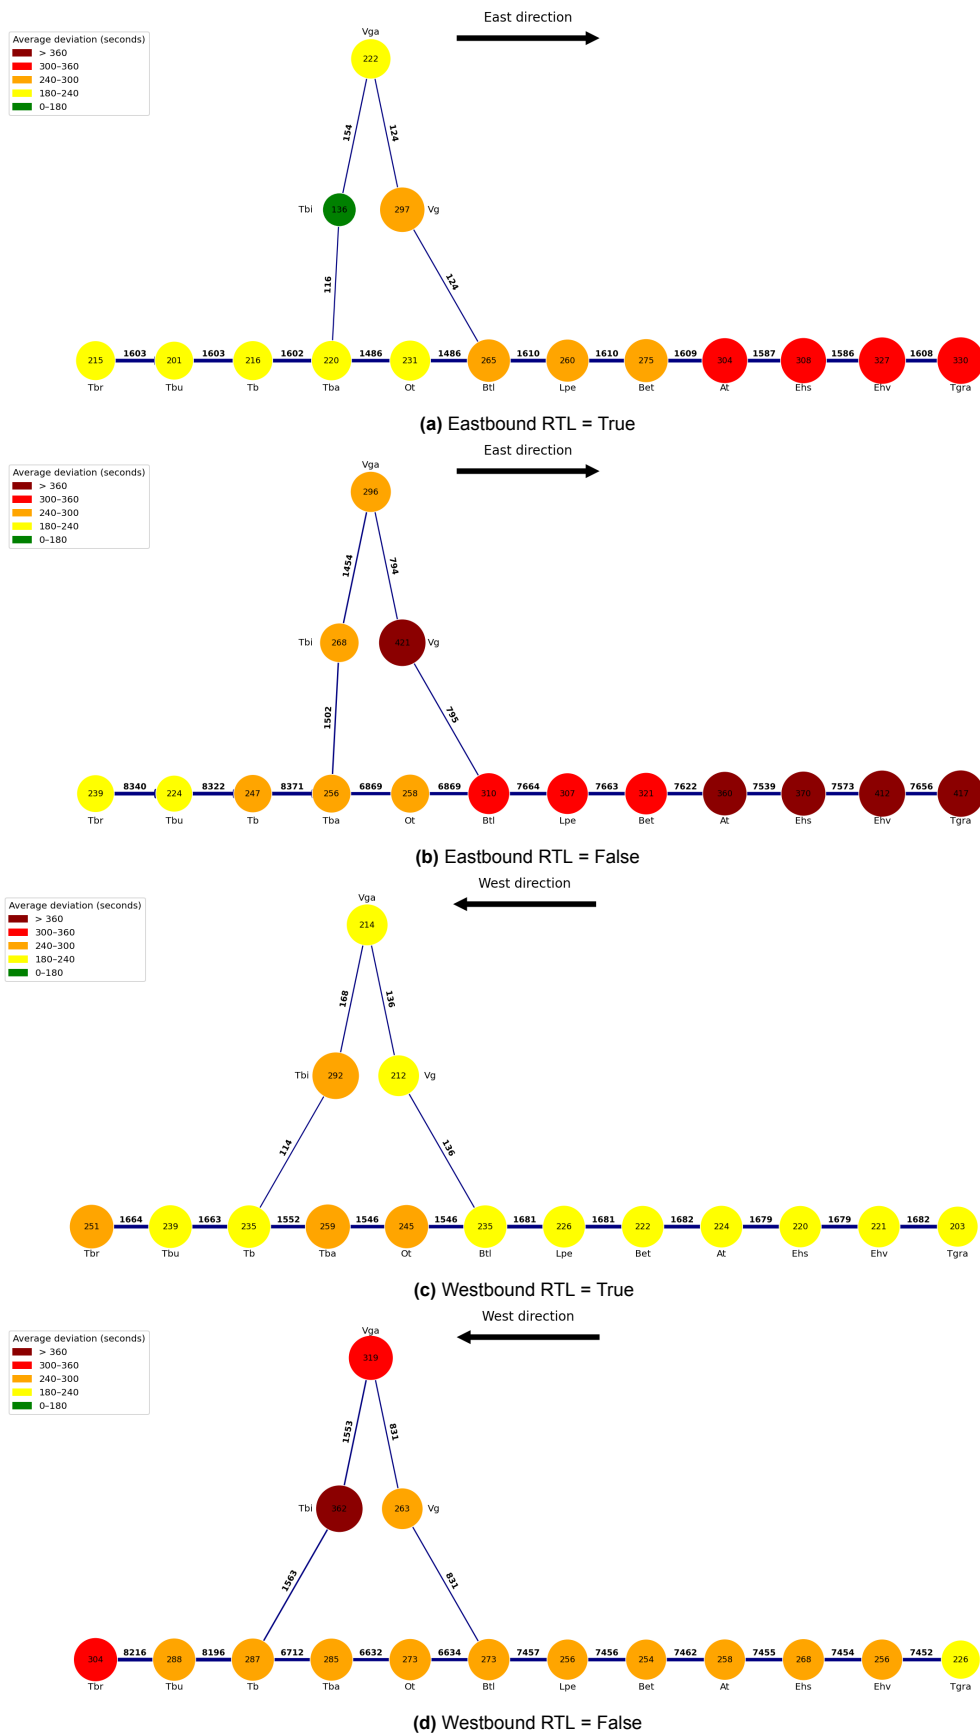 East direction
Average deviation (seconds)
> 360
300–360
240–300
180–240
0–180
Vga
222
154
124
Tbi
136
297
Vg
116
124
215 1603 201 1603 216 1602 220 1486 231 1486 265 1610 260 1610 275 1609 304 1587 308 1586 327 1608 330
Tbr Tbu Tb Tba Ot Btl Lpe Bet At Ehs Ehv Tgra
(a) Eastbound RTL = True
East direction
Average deviation (seconds)
> 360
300–360
240–300
180–240
0–180
Vga
296
1454
794
Tbi
268
421
Vg
1502
795
239 8340 224 8322 247 8371 256 6869 258 6869 310 7664 307 7663 321 7622 360 7539 370 7573 412 7656 417
Tbr Tbu Tb Tba Ot Btl Lpe Bet At Ehs Ehv Tgra
(b) Eastbound RTL = False
West direction
Average deviation (seconds)
> 360
300–360
240–300
180–240
0–180
Vga
214
168
136
Tbi
292
212
Vg
114
136
251 1664 239 1663 235 1552 259 1546 245 1546 235 1681 226 1681 222 1682 224 1679 220 1679 221 1682 203
Tbr Tbu Tb Tba Ot Btl Lpe Bet At Ehs Ehv Tgra
(c) Westbound RTL = True
West direction
Average deviation (seconds)
> 360
300–360
240–300
180–240
0–180
Vga
319
1553
831
Tbi
362
263
Vg
1563
831
304 8216 288 8196 287 6712 285 6632 273 6634 273 7457 256 7456 254 7462 258 7455 268 7454 256 7452 226
Tbr Tbu Tb Tba Ot Btl Lpe Bet At Ehs Ehv Tgra
(d) Westbound RTL = False